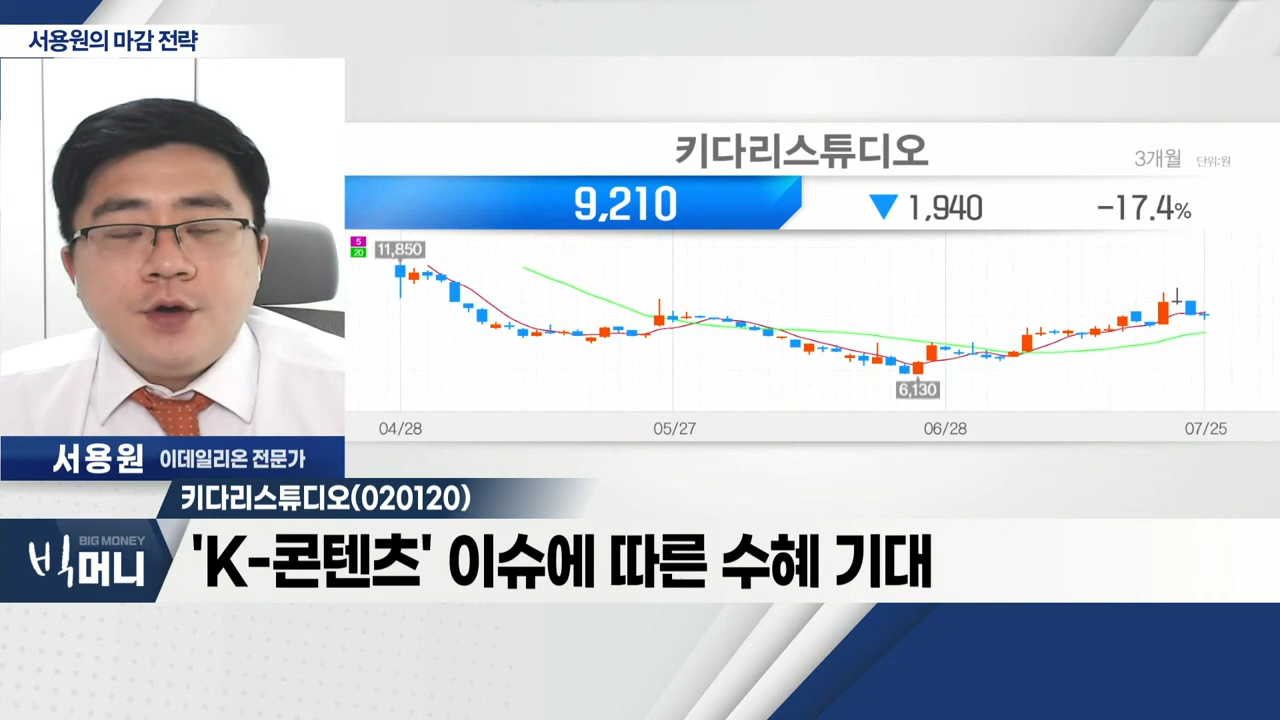 서용원의 마감 전략
키다리스튜디오
3개월 단위:원
9,210 ▼ 1,940 -17.4%
5
20
11,850
6,130
04/28 05/27 06/28 07/25
서용원 이데일리온 전문가
키다리스튜디오(020120)
BIG MONEY
빅머니
'K-콘텐츠' 이슈에 따른 수혜 기대